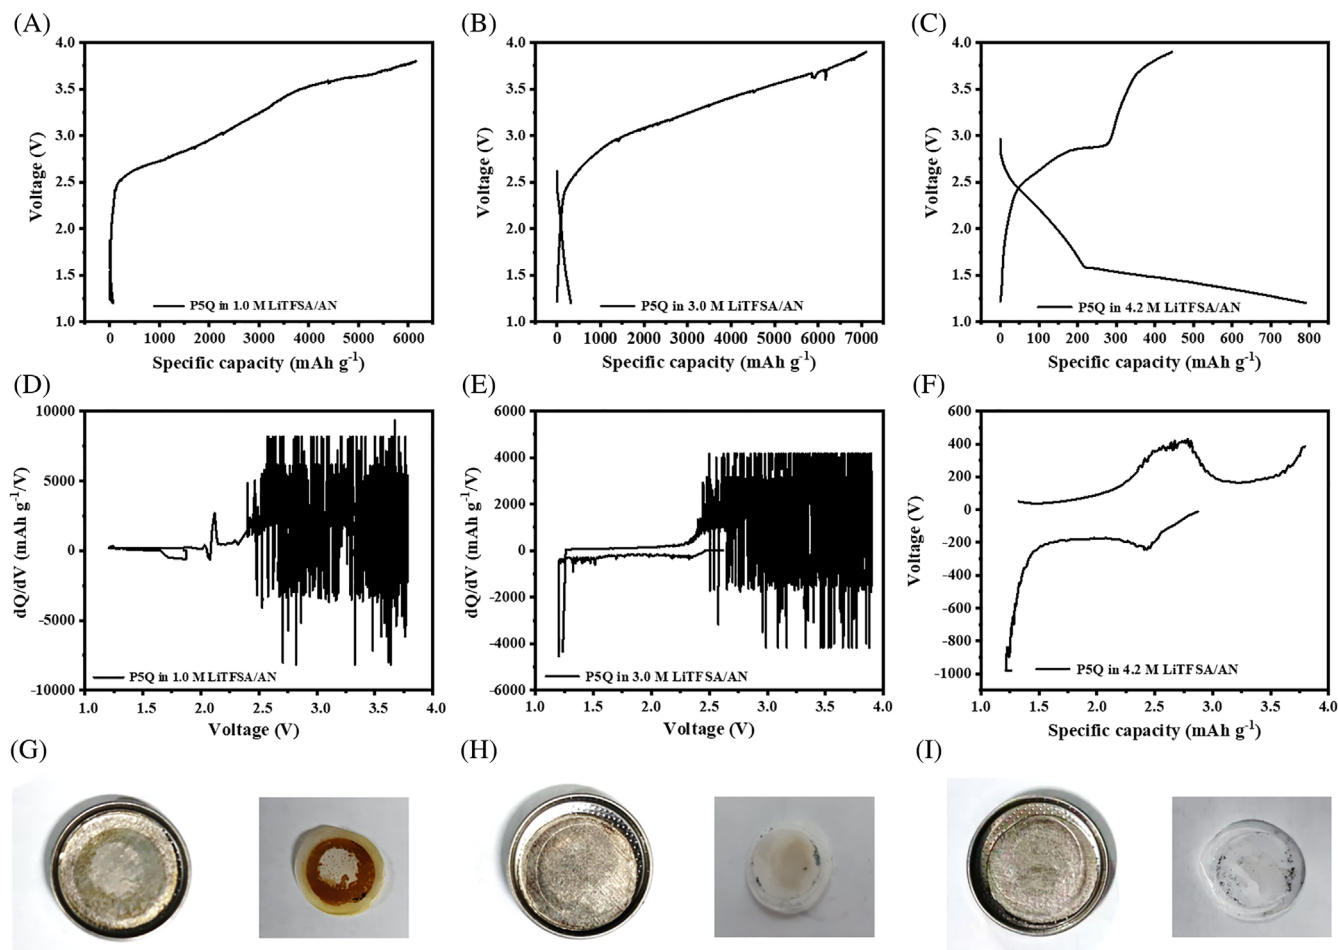 (A)
4.0
3.5
3.0
2.5
2.0
1.5
1.0
Voltage (V)
P5Q in 1.0 M LiTFSA/AN
0 1000 2000 3000 4000 5000 6000
Specific capacity (mAh g-1)
(B)
4.0
3.5
3.0
2.5
2.0
1.5
1.0
Voltage (V)
P5Q in 3.0 M LiTFSA/AN
0 1000 2000 3000 4000 5000 6000 7000
Specific capacity (mAh g-1)
(C)
4.0
3.5
3.0
2.5
2.0
1.5
1.0
Voltage (V)
P5Q in 4.2 M LiTFSA/AN
0 100 200 300 400 500 600 700 800
Specific capacity (mAh g-1)
(D)
10000
5000
0
-5000
-10000
dQ/dV (mAh g-1/V)
P5Q in 1.0 M LiTFSA/AN
1.0 1.5 2.0 2.5 3.0 3.5 4.0
Voltage (V)
(E)
6000
4000
2000
0
-2000
-4000
-6000
dQ/dV (mAh g-1/V)
P5Q in 3.0 M LiTFSA/AN
1.0 1.5 2.0 2.5 3.0 3.5 4.0
Voltage (V)
(F)
600
400
200
0
-200
-400
-600
-800
-1000
Voltage (V)
P5Q in 4.2 M LiTFSA/AN
1.0 1.5 2.0 2.5 3.0 3.5 4.0
Specific capacity (mAh g-1)
(G)
(H)
(I)